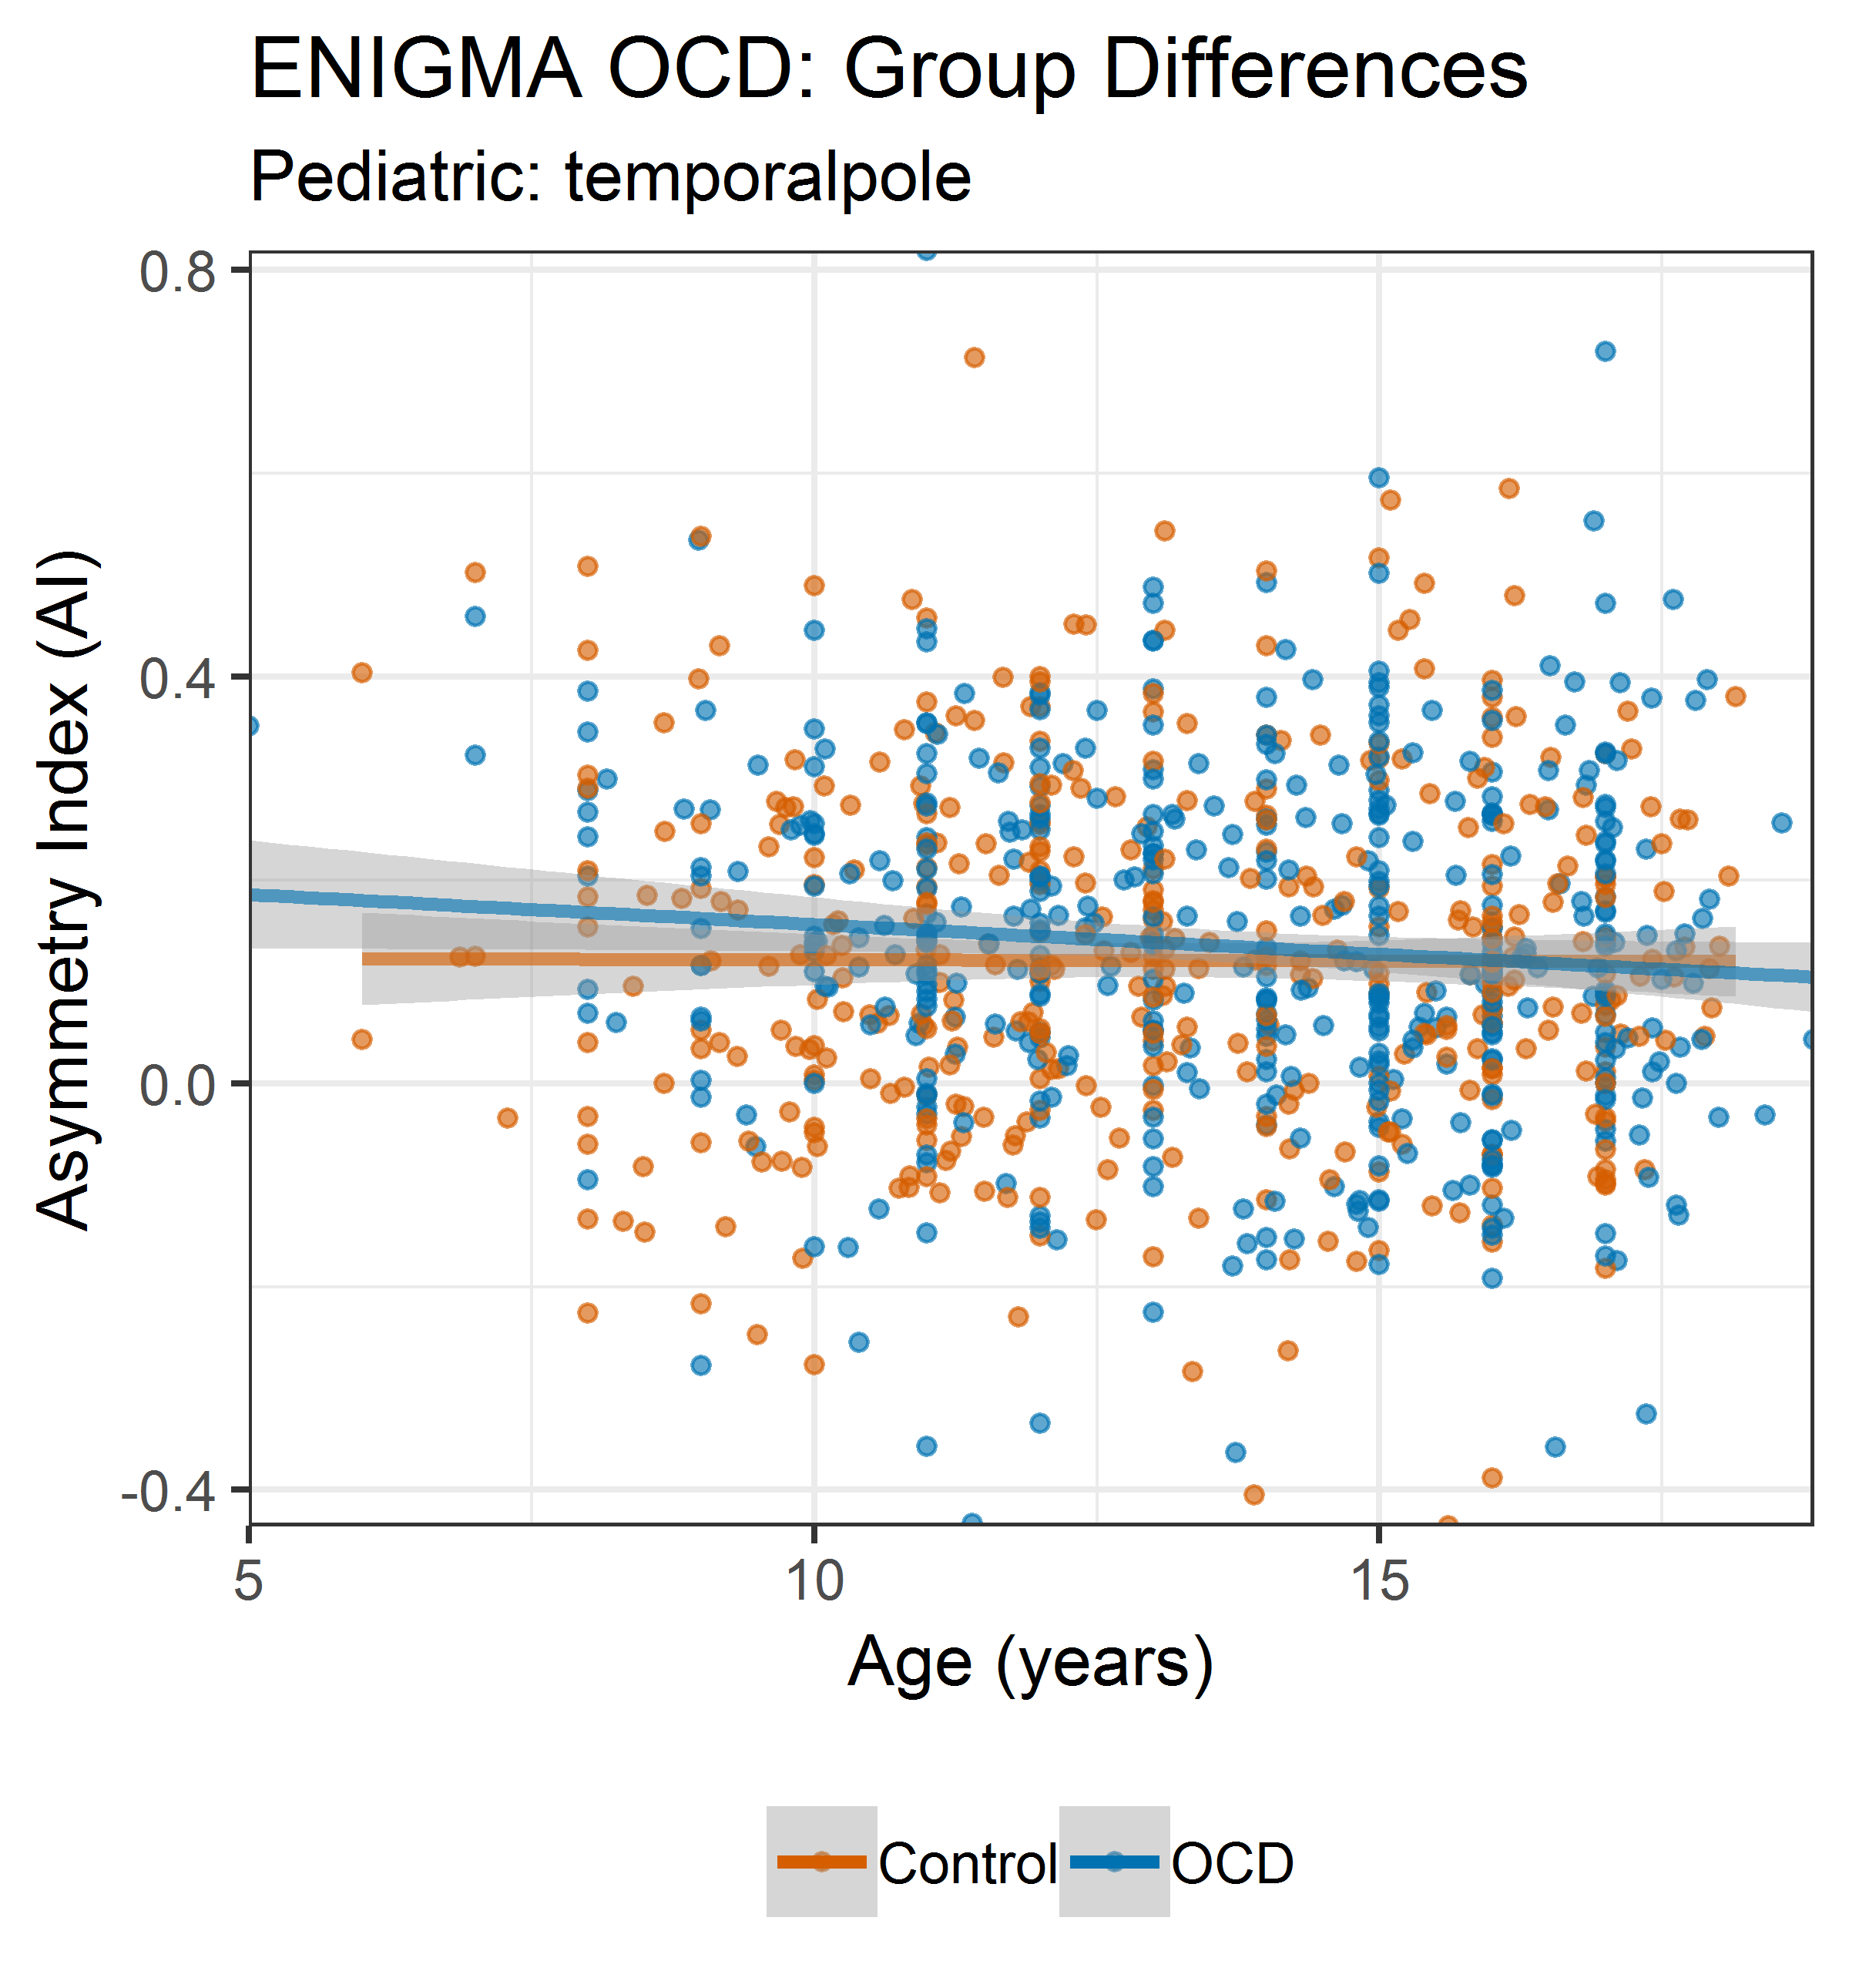 ENIGMA OCD: Group Differences
Pediatric: temporalpole
Asymmetry Index (AI)
0.8
0.4
0.0
-0.4
5 10 15
Age (years)
Control OCD